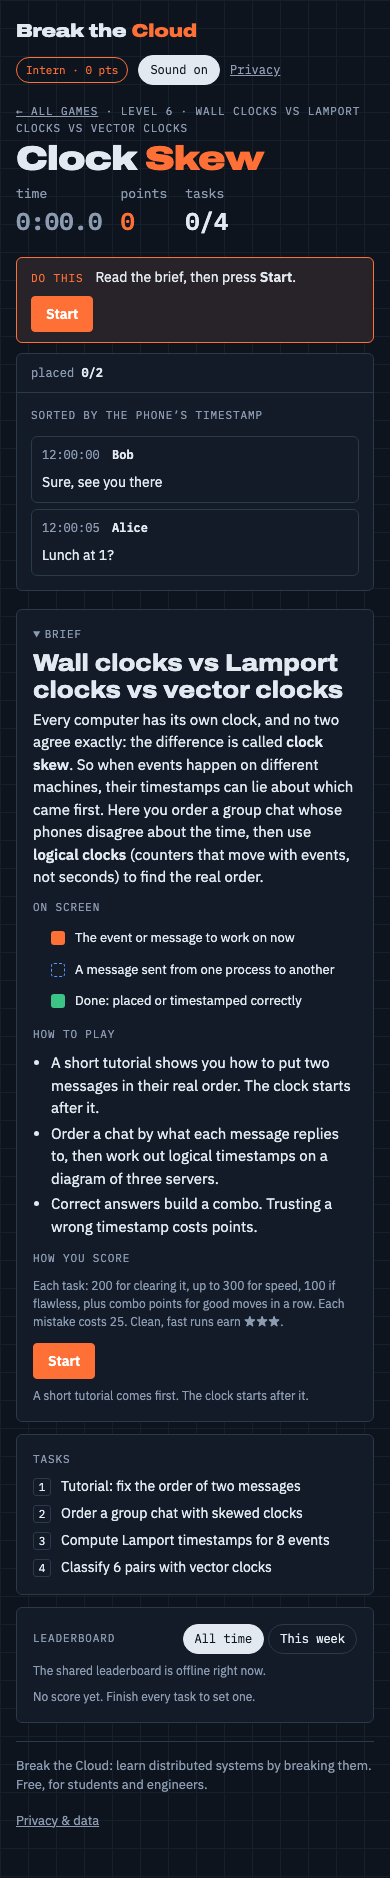 Break the Cloud
Intern · 0 pts
Sound on
Privacy
← ALL GAMES · LEVEL 6 · WALL CLOCKS VS LAMPORT
CLOCKS VS VECTOR CLOCKS
Clock Skew
time points tasks
0:00.0 0 0/4
DO THIS Read the brief, then press Start.
Start
placed 0/2
SORTED BY THE PHONE’S TIMESTAMP
12:00:00 Bob
Sure, see you there
12:00:05 Alice
Lunch at 1?
▼ BRIEF
Wall clocks vs Lamport
clocks vs vector clocks
Every computer has its own clock, and no two
agree exactly: the difference is called clock
skew. So when events happen on different
machines, their timestamps can lie about which
came first. Here you order a group chat whose
phones disagree about the time, then use
logical clocks (counters that move with events,
not seconds) to find the real order.
ON SCREEN
The event or message to work on now
A message sent from one process to another
Done: placed or timestamped correctly
HOW TO PLAY
• A short tutorial shows you how to put two
messages in their real order. The clock starts
after it.
• Order a chat by what each message replies
to, then work out logical timestamps on a
diagram of three servers.
• Correct answers build a combo. Trusting a
wrong timestamp costs points.
HOW YOU SCORE
Each task: 200 for clearing it, up to 300 for speed, 100 if
flawless, plus combo points for good moves in a row. Each
mistake costs 25. Clean, fast runs earn ★★★.
Start
A short tutorial comes first. The clock starts after it.
TASKS
1 Tutorial: fix the order of two messages
2 Order a group chat with skewed clocks
3 Compute Lamport timestamps for 8 events
4 Classify 6 pairs with vector clocks
LEADERBOARD
All time
This week
The shared leaderboard is offline right now.
No score yet. Finish every task to set one.
Break the Cloud: learn distributed systems by breaking them.
Free, for students and engineers.
Privacy & data